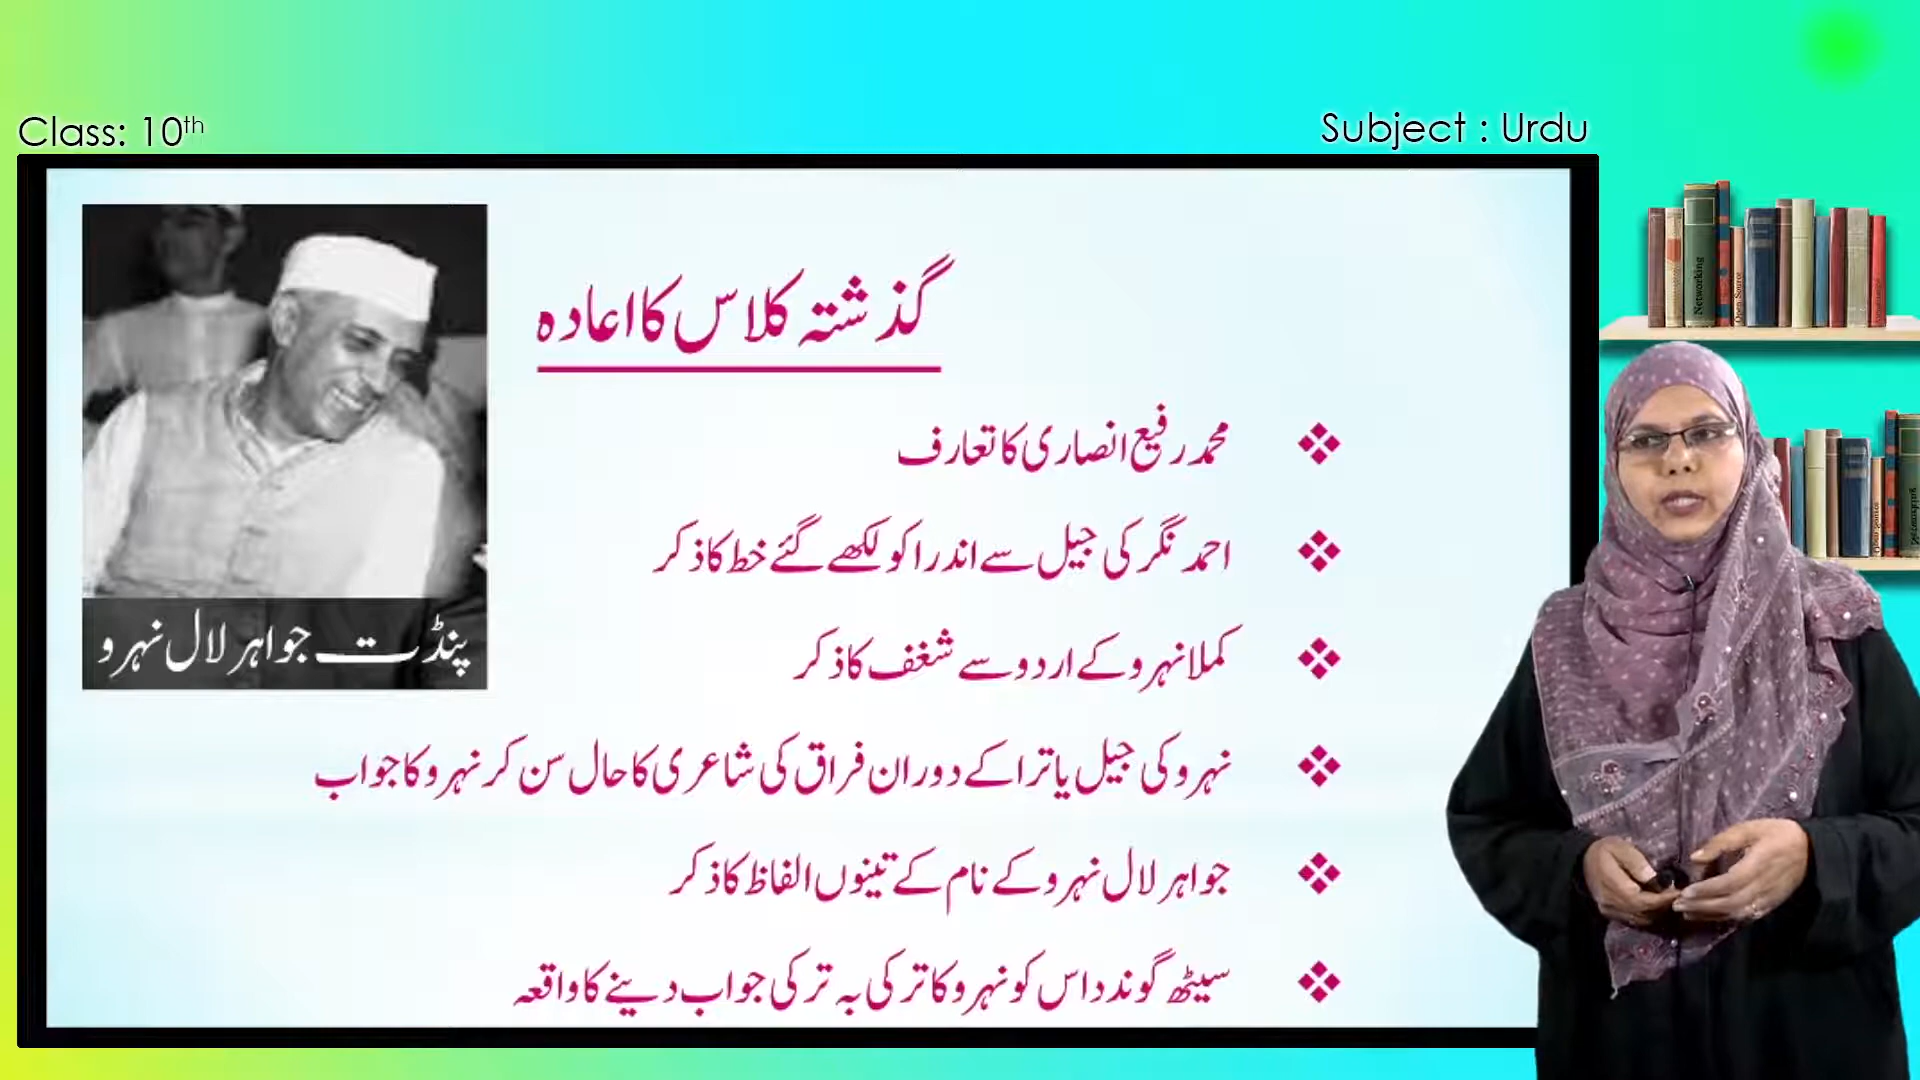 Class: 10th
Subject : Urdu
گذشتہ کلاس کا اعادہ
محمد رفیع انصاری کا تعارف
احمد نگر کی جیل سے اندرا کو لکھے گئے خط کا ذکر
کملا نہرو کے اردو سے شغف کا ذکر
نہرو کی جیل یاترا کے دوران فراق کی شاعری کا حال سن کر نہرو کا جواب
جواہر لال نہرو کے نام کے تینوں الفاظ کا ذکر
سیٹھ گوند داس کو نہرو کا ترکی بہ ترکی جواب دینے کا واقعہ
پنڈت جواہر لال نہرو
Networking
Open Source